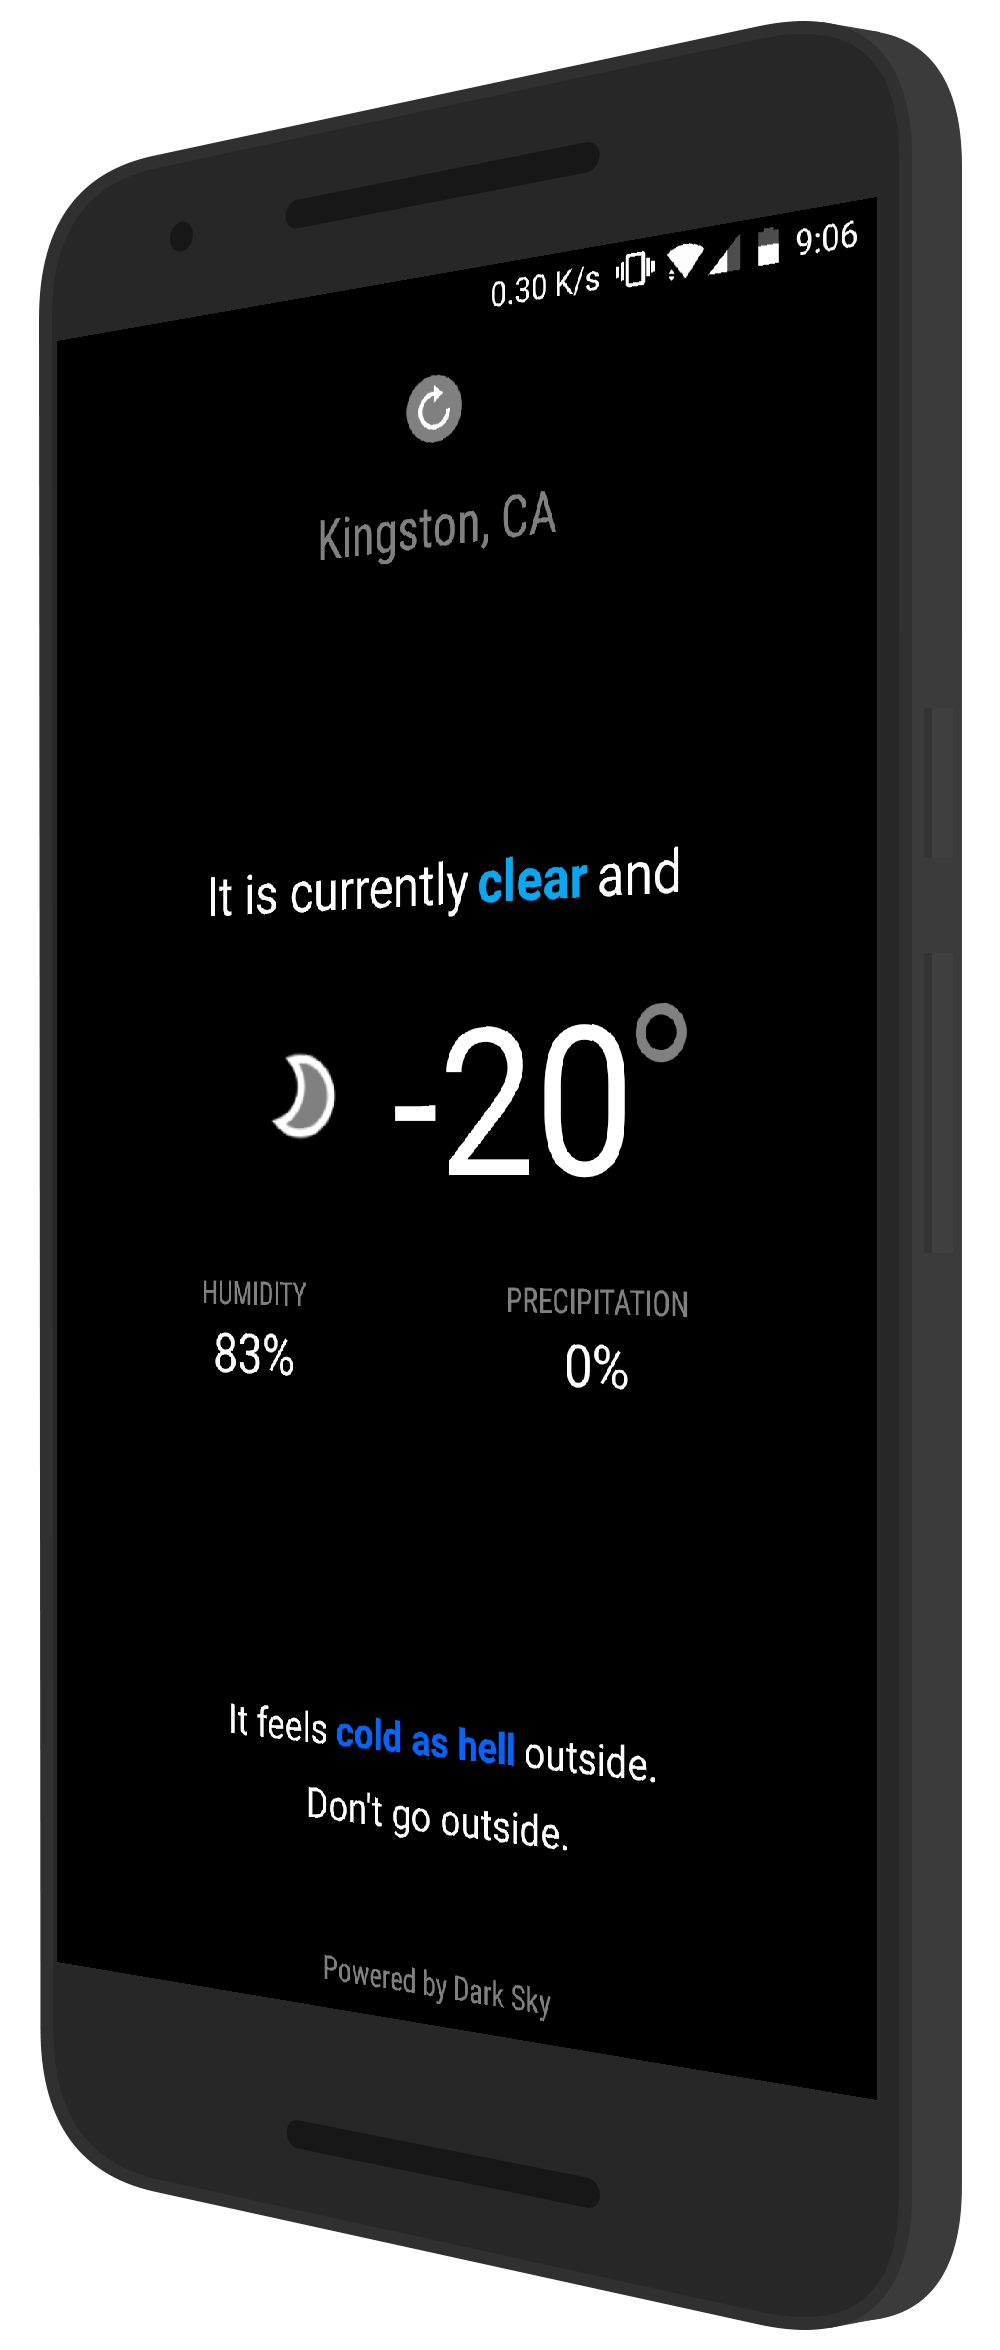 0.30 K/s 9:06
Kingston, CA
It is currently clear and
-20°
HUMIDITY PRECIPITATION
83% 0%
It feels cold as hell outside.
Don't go outside.
Powered by Dark Sky